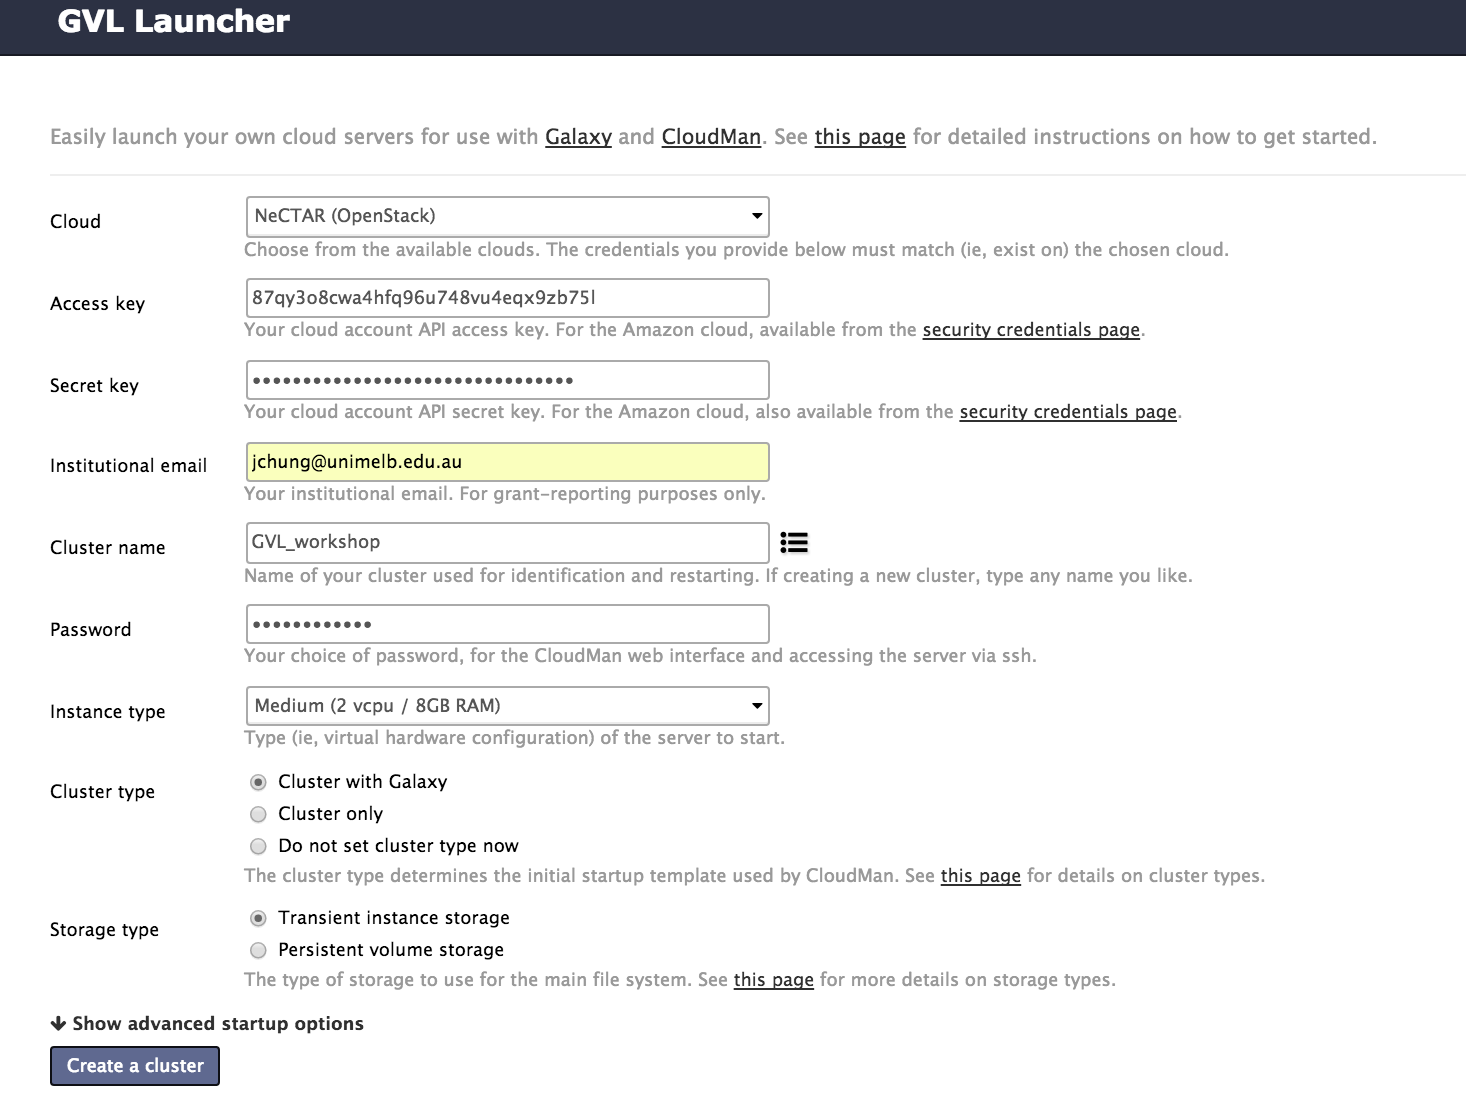 GVL Launcher
Easily launch your own cloud servers for use with Galaxy and CloudMan. See this page for detailed instructions on how to get started.
Cloud
NeCTAR (OpenStack)
Choose from the available clouds. The credentials you provide below must match (ie, exist on) the chosen cloud.
Access key
87qy3o8cwa4hfq96u748vu4eqx9zb75l
Your cloud account API access key. For the Amazon cloud, available from the security credentials page.
Secret key
••••••••••••••••••••••••••••••••
Your cloud account API secret key. For the Amazon cloud, also available from the security credentials page.
Institutional email
jchung@unimelb.edu.au
Your institutional email. For grant-reporting purposes only.
Cluster name
GVL_workshop
Name of your cluster used for identification and restarting. If creating a new cluster, type any name you like.
Password
••••••••••••
Your choice of password, for the CloudMan web interface and accessing the server via ssh.
Instance type
Medium (2 vcpu / 8GB RAM)
Type (ie, virtual hardware configuration) of the server to start.
Cluster type
Cluster with Galaxy
Cluster only
Do not set cluster type now
The cluster type determines the initial startup template used by CloudMan. See this page for details on cluster types.
Storage type
Transient instance storage
Persistent volume storage
The type of storage to use for the main file system. See this page for more details on storage types.
Show advanced startup options
Create a cluster